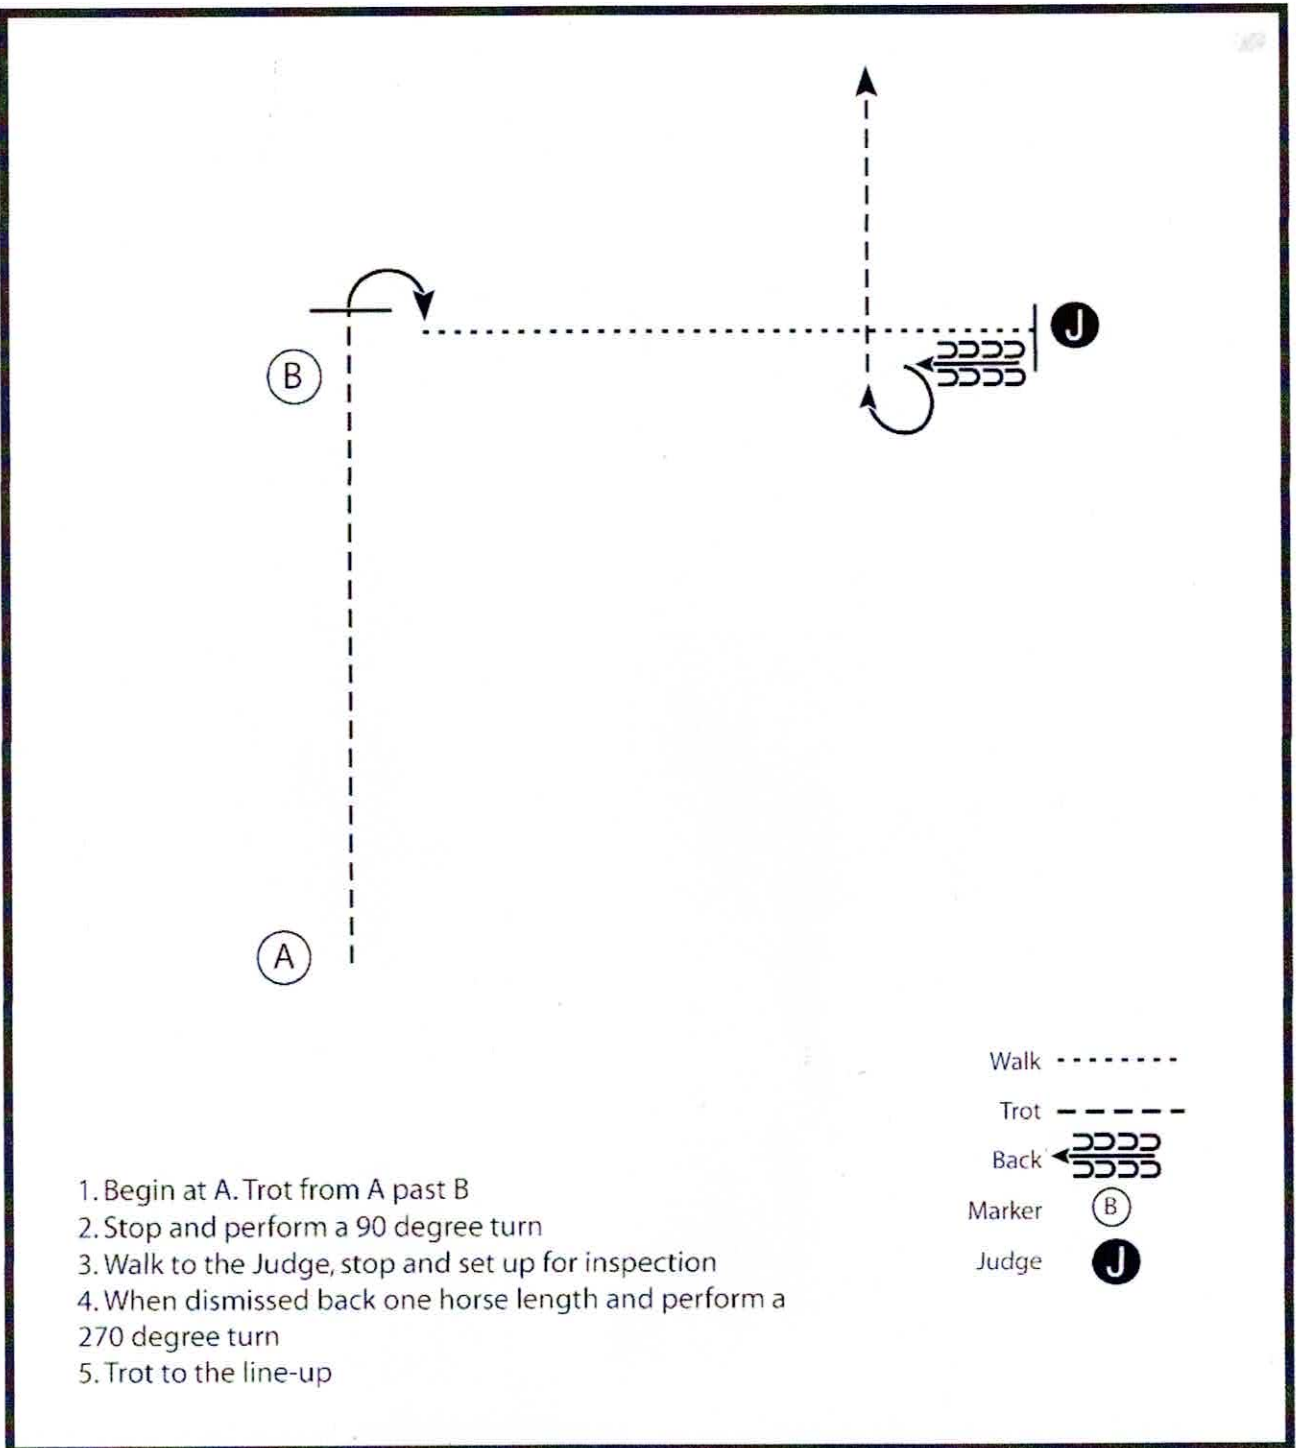 J
B
A
Walk
Trot
Back
Marker B
Judge J
1. Begin at A. Trot from A past B
2. Stop and perform a 90 degree turn
3. Walk to the Judge, stop and set up for inspection
4. When dismissed back one horse length and perform a
270 degree turn
5. Trot to the line-up